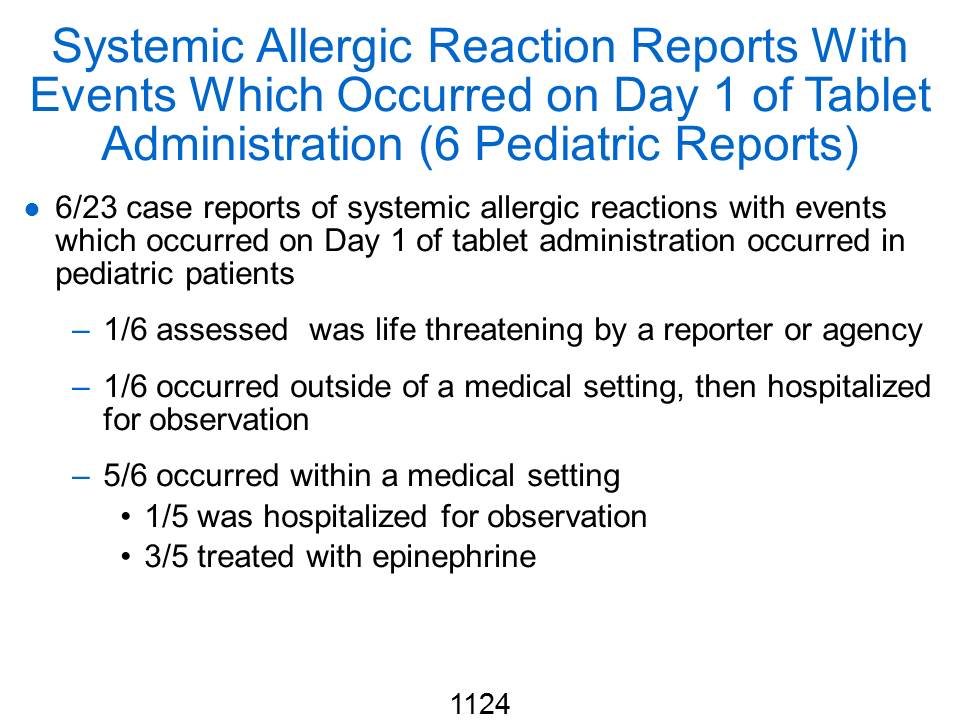 Systemic Allergic Reaction Reports With
Events Which Occurred on Day 1 of Tablet
Administration (6 Pediatric Reports)
● 6/23 case reports of systemic allergic reactions with events
which occurred on Day 1 of tablet administration occurred in
pediatric patients
– 1/6 assessed  was life threatening by a reporter or agency
– 1/6 occurred outside of a medical setting, then hospitalized
for observation
– 5/6 occurred within a medical setting
• 1/5 was hospitalized for observation
• 3/5 treated with epinephrine
1124